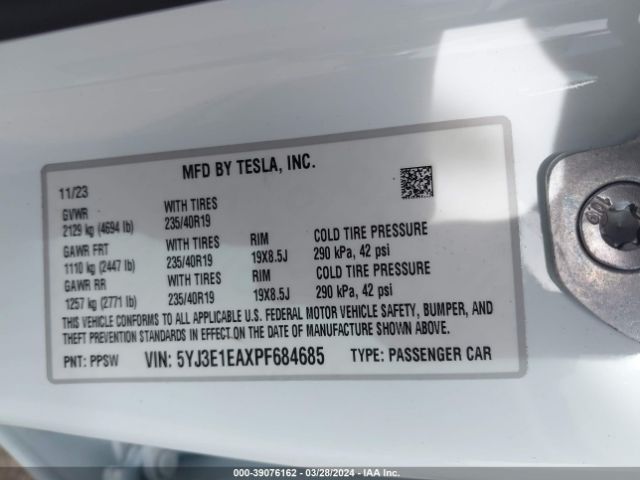 MFD BY TESLA, INC.
11/23
GVWR WITH TIRES
2129 kg (4694 lb) 235/40R19
GAWR FRT WITH TIRES RIM COLD TIRE PRESSURE
1110 kg (2447 lb) 235/40R19 19X8.5J 290 kPa, 42 psi
GAWR RR WITH TIRES RIM COLD TIRE PRESSURE
1257 kg (2771 lb) 235/40R19 19X8.5J 290 kPa, 42 psi
THIS VEHICLE CONFORMS TO ALL APPLICABLE U.S. FEDERAL MOTOR VEHICLE SAFETY, BUMPER, AND
THEFT PREVENTION STANDARDS IN EFFECT ON THE DATE OF MANUFACTURE SHOWN ABOVE.
PNT: PPSW VIN: 5YJ3E1EAXPF684685 TYPE: PASSENGER CAR
000-39076162 - 03/28/2024 - IAA Inc.